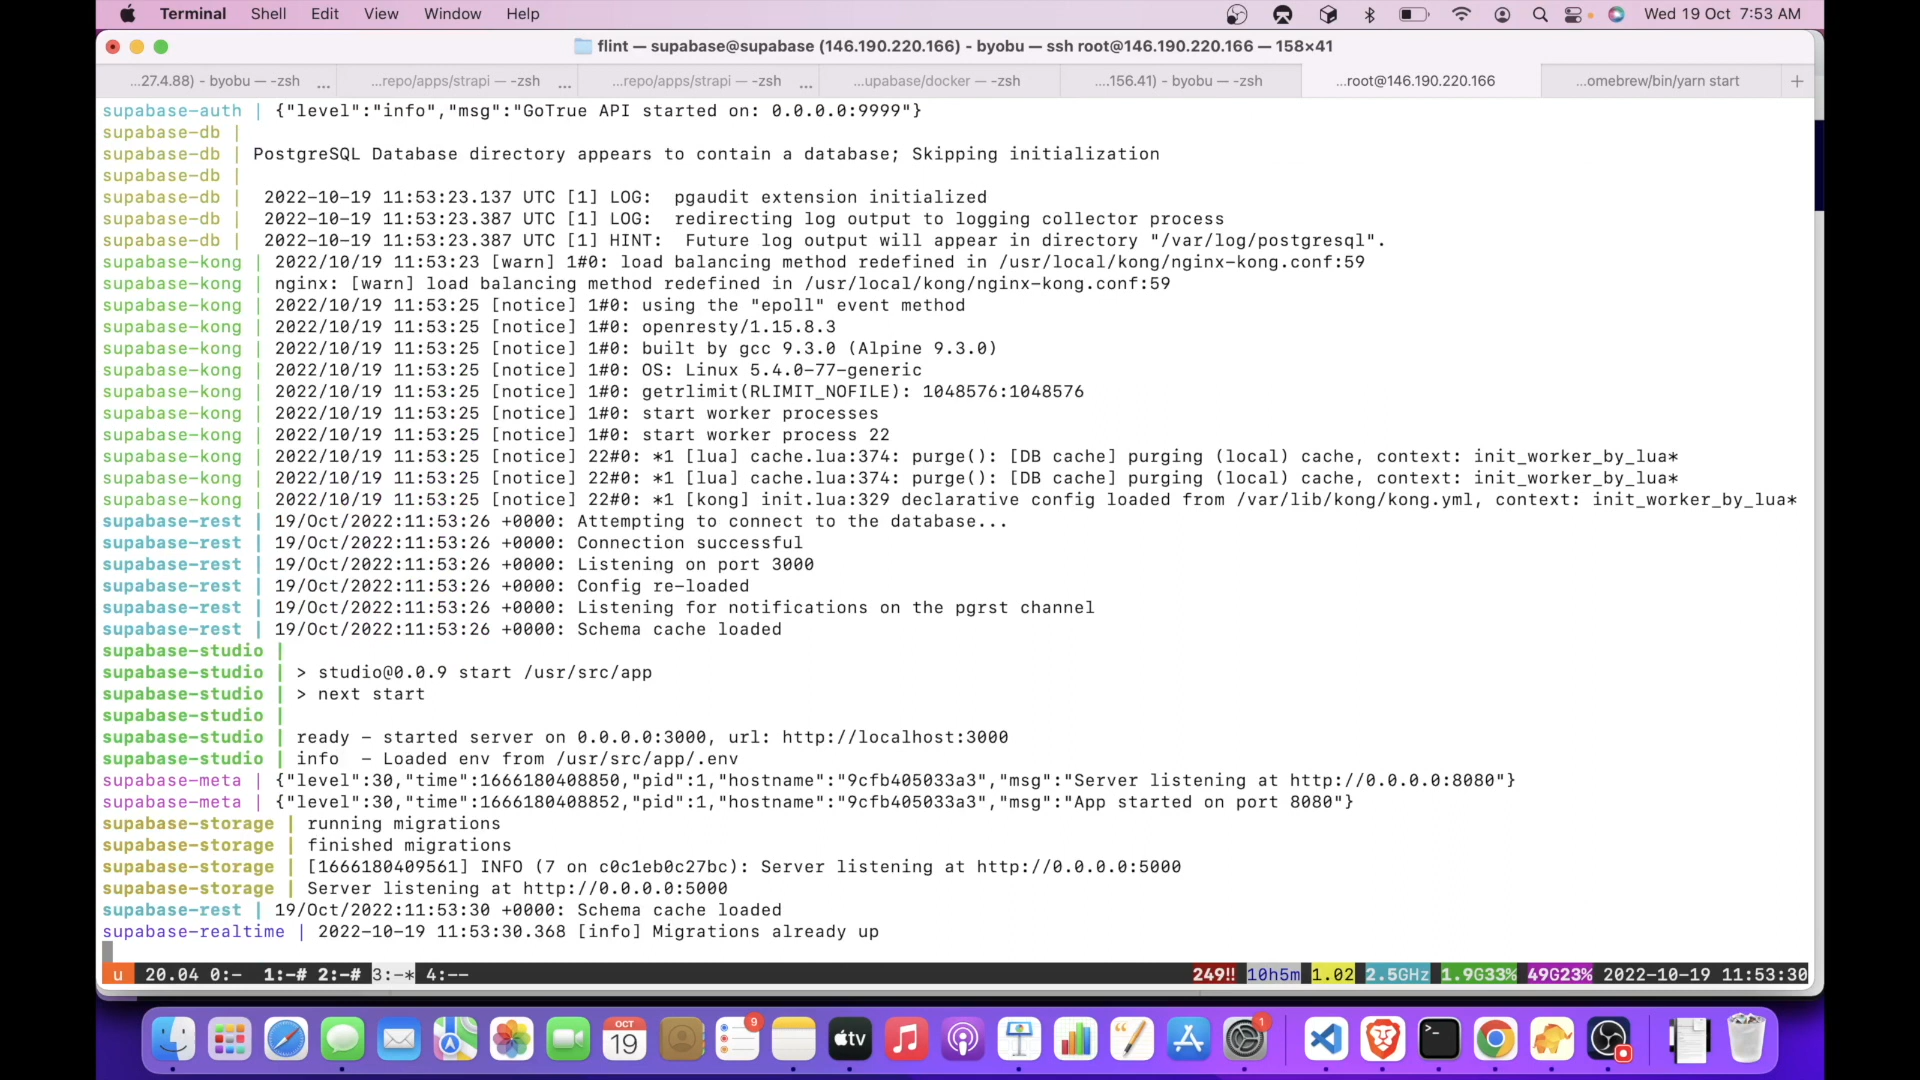 Terminal Shell Edit View Window Help Wed 19 Oct 7:53 AM
flint — supabase@supabase (146.190.220.166) - byobu — ssh root@146.190.220.166 — 158×41
...27.4.88) - byobu — -zsh ... ...repo/apps/strapi — -zsh ... ...repo/apps/strapi — -zsh ... ...upabase/docker — -zsh ....156.41) - byobu — -zsh ...root@146.190.220.166 ...omebrew/bin/yarn start +
supabase-auth | {"level":"info","msg":"GoTrue API started on: 0.0.0.0:9999"}
supabase-db |
supabase-db | PostgreSQL Database directory appears to contain a database; Skipping initialization
supabase-db |
supabase-db | 2022-10-19 11:53:23.137 UTC [1] LOG: pgaudit extension initialized
supabase-db | 2022-10-19 11:53:23.387 UTC [1] LOG: redirecting log output to logging collector process
supabase-db | 2022-10-19 11:53:23.387 UTC [1] HINT: Future log output will appear in directory "/var/log/postgresql".
supabase-kong | 2022/10/19 11:53:23 [warn] 1#0: load balancing method redefined in /usr/local/kong/nginx-kong.conf:59
supabase-kong | nginx: [warn] load balancing method redefined in /usr/local/kong/nginx-kong.conf:59
supabase-kong | 2022/10/19 11:53:25 [notice] 1#0: using the "epoll" event method
supabase-kong | 2022/10/19 11:53:25 [notice] 1#0: openresty/1.15.8.3
supabase-kong | 2022/10/19 11:53:25 [notice] 1#0: built by gcc 9.3.0 (Alpine 9.3.0)
supabase-kong | 2022/10/19 11:53:25 [notice] 1#0: OS: Linux 5.4.0-77-generic
supabase-kong | 2022/10/19 11:53:25 [notice] 1#0: getrlimit(RLIMIT_NOFILE): 1048576:1048576
supabase-kong | 2022/10/19 11:53:25 [notice] 1#0: start worker processes
supabase-kong | 2022/10/19 11:53:25 [notice] 1#0: start worker process 22
supabase-kong | 2022/10/19 11:53:25 [notice] 22#0: *1 [lua] cache.lua:374: purge(): [DB cache] purging (local) cache, context: init_worker_by_lua*
supabase-kong | 2022/10/19 11:53:25 [notice] 22#0: *1 [lua] cache.lua:374: purge(): [DB cache] purging (local) cache, context: init_worker_by_lua*
supabase-kong | 2022/10/19 11:53:25 [notice] 22#0: *1 [kong] init.lua:329 declarative config loaded from /var/lib/kong/kong.yml, context: init_worker_by_lua*
supabase-rest | 19/Oct/2022:11:53:26 +0000: Attempting to connect to the database...
supabase-rest | 19/Oct/2022:11:53:26 +0000: Connection successful
supabase-rest | 19/Oct/2022:11:53:26 +0000: Listening on port 3000
supabase-rest | 19/Oct/2022:11:53:26 +0000: Config re-loaded
supabase-rest | 19/Oct/2022:11:53:26 +0000: Listening for notifications on the pgrst channel
supabase-rest | 19/Oct/2022:11:53:26 +0000: Schema cache loaded
supabase-studio |
supabase-studio | > studio@0.0.9 start /usr/src/app
supabase-studio | > next start
supabase-studio |
supabase-studio | ready - started server on 0.0.0.0:3000, url: http://localhost:3000
supabase-studio | info - Loaded env from /usr/src/app/.env
supabase-meta | {"level":30,"time":1666180408850,"pid":1,"hostname":"9cfb405033a3","msg":"Server listening at http://0.0.0.0:8080"}
supabase-meta | {"level":30,"time":1666180408852,"pid":1,"hostname":"9cfb405033a3","msg":"App started on port 8080"}
supabase-storage | running migrations
supabase-storage | finished migrations
supabase-storage | [1666180409561] INFO (7 on c0c1eb0c27bc): Server listening at http://0.0.0.0:5000
supabase-storage | Server listening at http://0.0.0.0:5000
supabase-rest | 19/Oct/2022:11:53:30 +0000: Schema cache loaded
supabase-realtime | 2022-10-19 11:53:30.368 [info] Migrations already up
u 20.04 0:- 1:-# 2:-# 3:-* 4:-- 249!! 10h5m 1.02 2.5GHz 1.9G33% 49G23% 2022-10-19 11:53:30
OCT 19 9 tv >_ 1